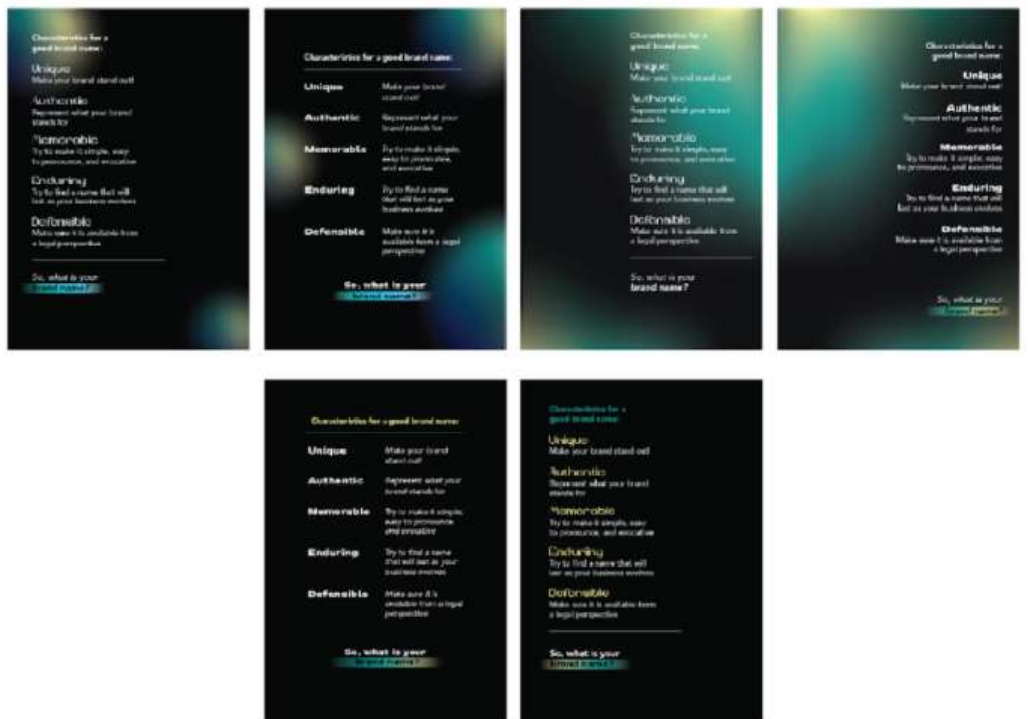 Characteristics for a
good brand name:
Unique
Make your brand stand out!
Authentic
Represent what your brand
stands for
Memorable
Try to make it simple, easy
to pronounce, and evocative
Enduring
Try to find a name that will
last as your business evolves
Defensible
Make sure it is available from
a legal perspective
So, what is your
brand name?
Characteristics for a good brand name:
Unique
Make your brand
stand out!
Authentic
Represent what your
brand stands for
Memorable
Try to make it simple,
easy to pronounce,
and evocative
Enduring
Try to find a name
that will last as your
business evolves
Defensible
Make sure it is
available from a legal
perspective
So, what is your
brand name?
Characteristics for a
good brand name:
Unique
Make your brand stand out!
Authentic
Represent what your brand
stands for
Memorable
Try to make it simple, easy
to pronounce, and evocative
Enduring
Try to find a name that will
last as your business evolves
Defensible
Make sure it is available from
a legal perspective
So, what is your
brand name?
Characteristics for a
good brand name:
Unique
Make your brand stand out!
Authentic
Represent what your brand
stands for
Memorable
Try to make it simple, easy
to pronounce, and evocative
Enduring
Try to find a name that will
last as your business evolves
Defensible
Make sure it is available from
a legal perspective
So, what is your
brand name?
Characteristics for a good brand name:
Unique
Make your brand
stand out!
Authentic
Represent what your
brand stands for
Memorable
Try to make it simple,
easy to pronounce
and evocative
Enduring
Try to find a name
that will last as your
business evolves
Defensible
Make sure it is
available from a legal
perspective
So, what is your
brand name?
Characteristics for a
good brand name:
Unique
Make your brand stand out!
Authentic
Represent what your brand
stands for
Memorable
Try to make it simple, easy
to pronounce, and evocative
Enduring
Try to find a name that will
last as your business evolves
Defensible
Make sure it is available from
a legal perspective
So, what is your
brand name?